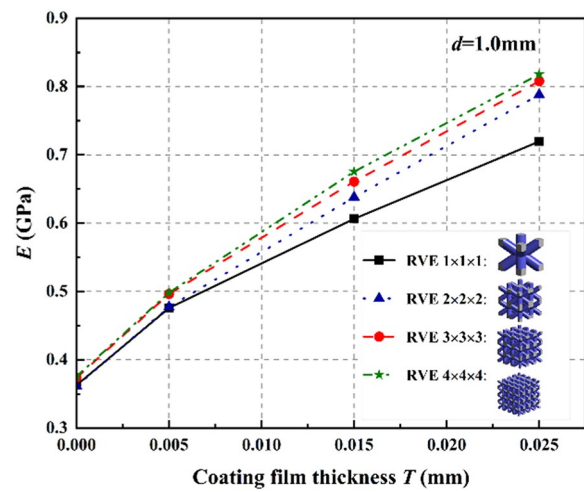 d=1.0mm
0.9
0.8
0.7
0.6
0.5
0.4
0.3
E (GPa)
RVE 1×1×1:
RVE 2×2×2:
RVE 3×3×3:
RVE 4×4×4:
0.000 0.005 0.010 0.015 0.020 0.025
Coating film thickness T (mm)